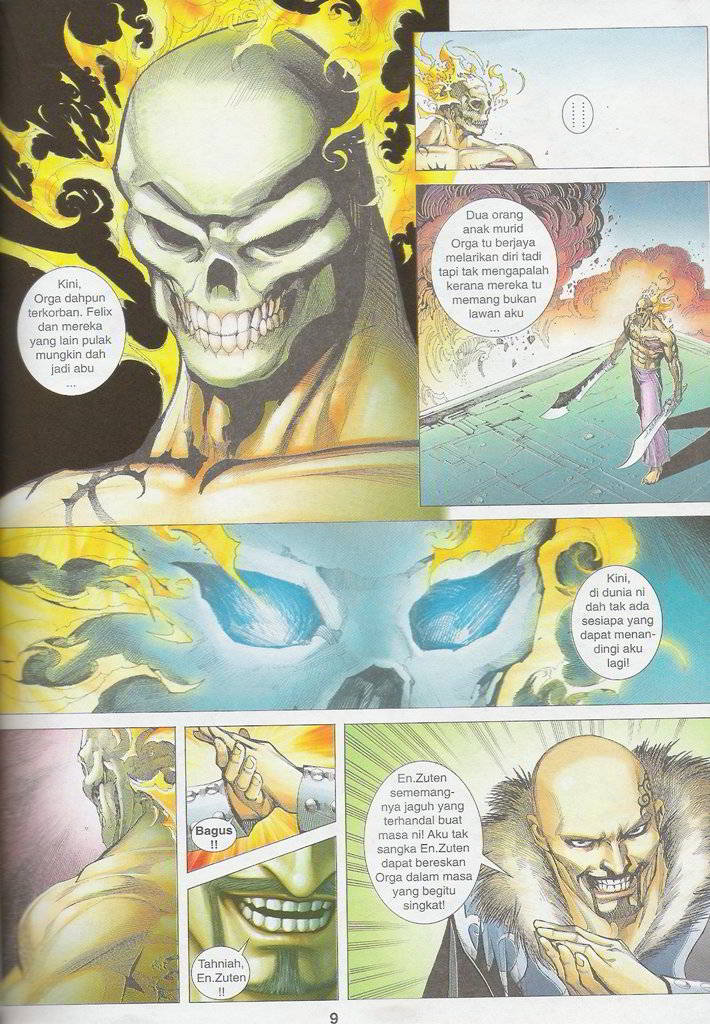 Kini,
Orga dahpun
terkorban. Felix
dan mereka
yang lain pulak
mungkin dah
jadi abu
...
Dua orang
anak murid
Orga tu berjaya
melarikan diri tadi
tapi tak mengapalah
kerana mereka tu
memang bukan
lawan aku
...
Kini,
di dunia ni
dah tak ada
sesiapa yang
dapat menan-
dingi aku
lagi!
Bagus
!!
Tahniah,
En.Zuten
!!
En.Zuten
sememang-
nya jaguh yang
terhandal buat
masa ni! Aku tak
sangka En.Zuten
dapat bereskan
Orga dalam masa
yang begitu
singkat!
9